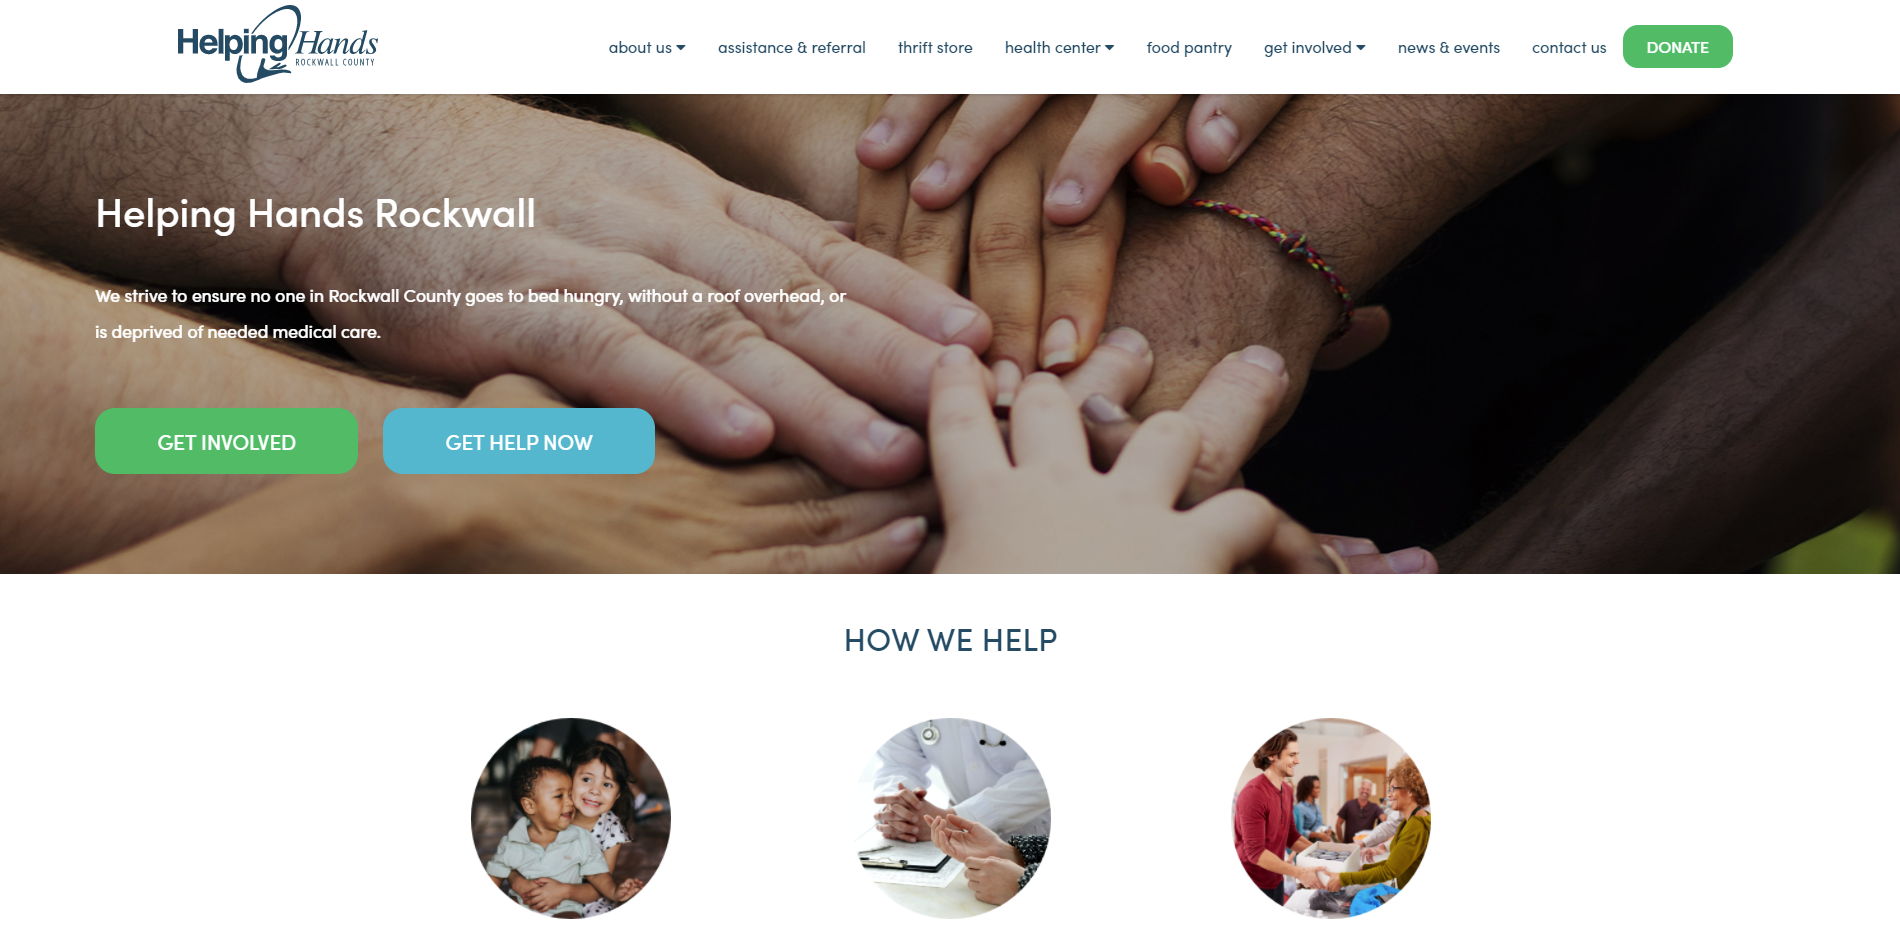 Helping Hands
ROCKWALL COUNTY
about us
assistance & referral
thrift store
health center
food pantry
get involved
news & events
contact us
DONATE
Helping Hands Rockwall
We strive to ensure no one in Rockwall County goes to bed hungry, without a roof overhead, or
is deprived of needed medical care.
GET INVOLVED
GET HELP NOW
HOW WE HELP